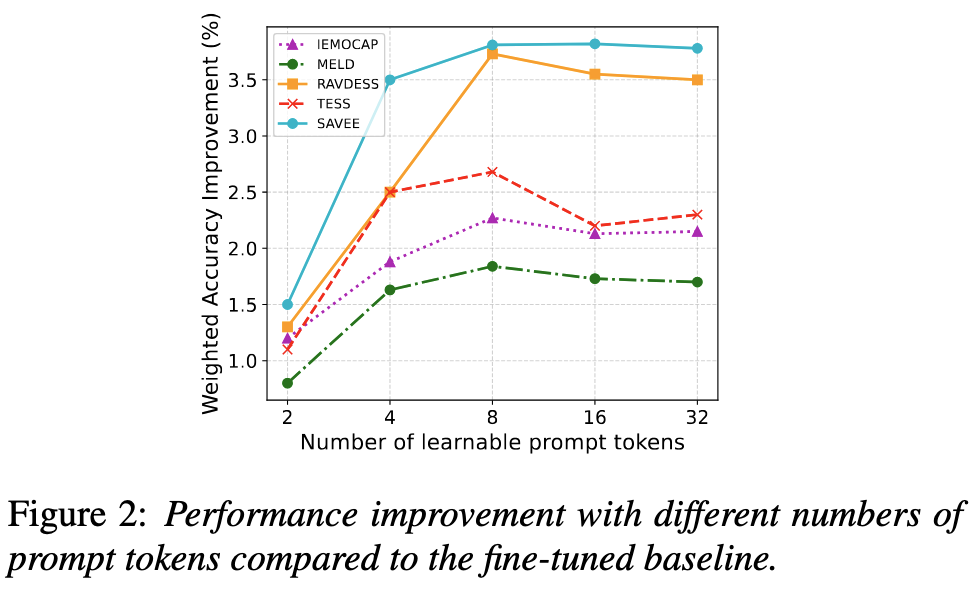 Weighted Accuracy Improvement (%)
3.5
3.0
2.5
2.0
1.5
1.0
IEMOCAP
MELD
RAVDESS
TESS
SAVEE
2 4 8 16 32
Number of learnable prompt tokens
Figure 2: Performance improvement with different numbers of
prompt tokens compared to the fine-tuned baseline.